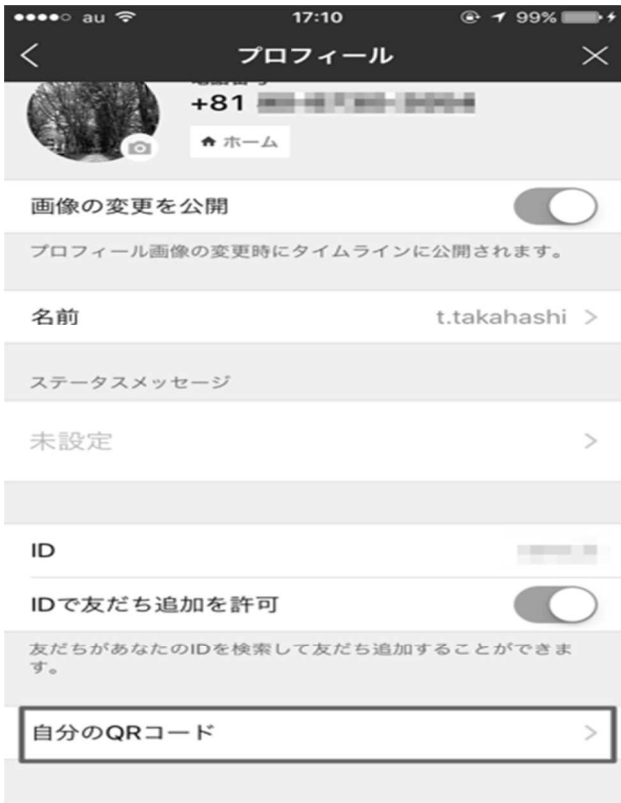 au 17:10 99%
プロフィール
+81
ホーム
画像の変更を公開
プロフィール画像の変更時にタイムラインに公開されます。
名前 t.takahashi
ステータスメッセージ
未設定
ID
IDで友だち追加を許可
友だちがあなたのIDを検索して友だち追加することができま
す。
自分のQRコード